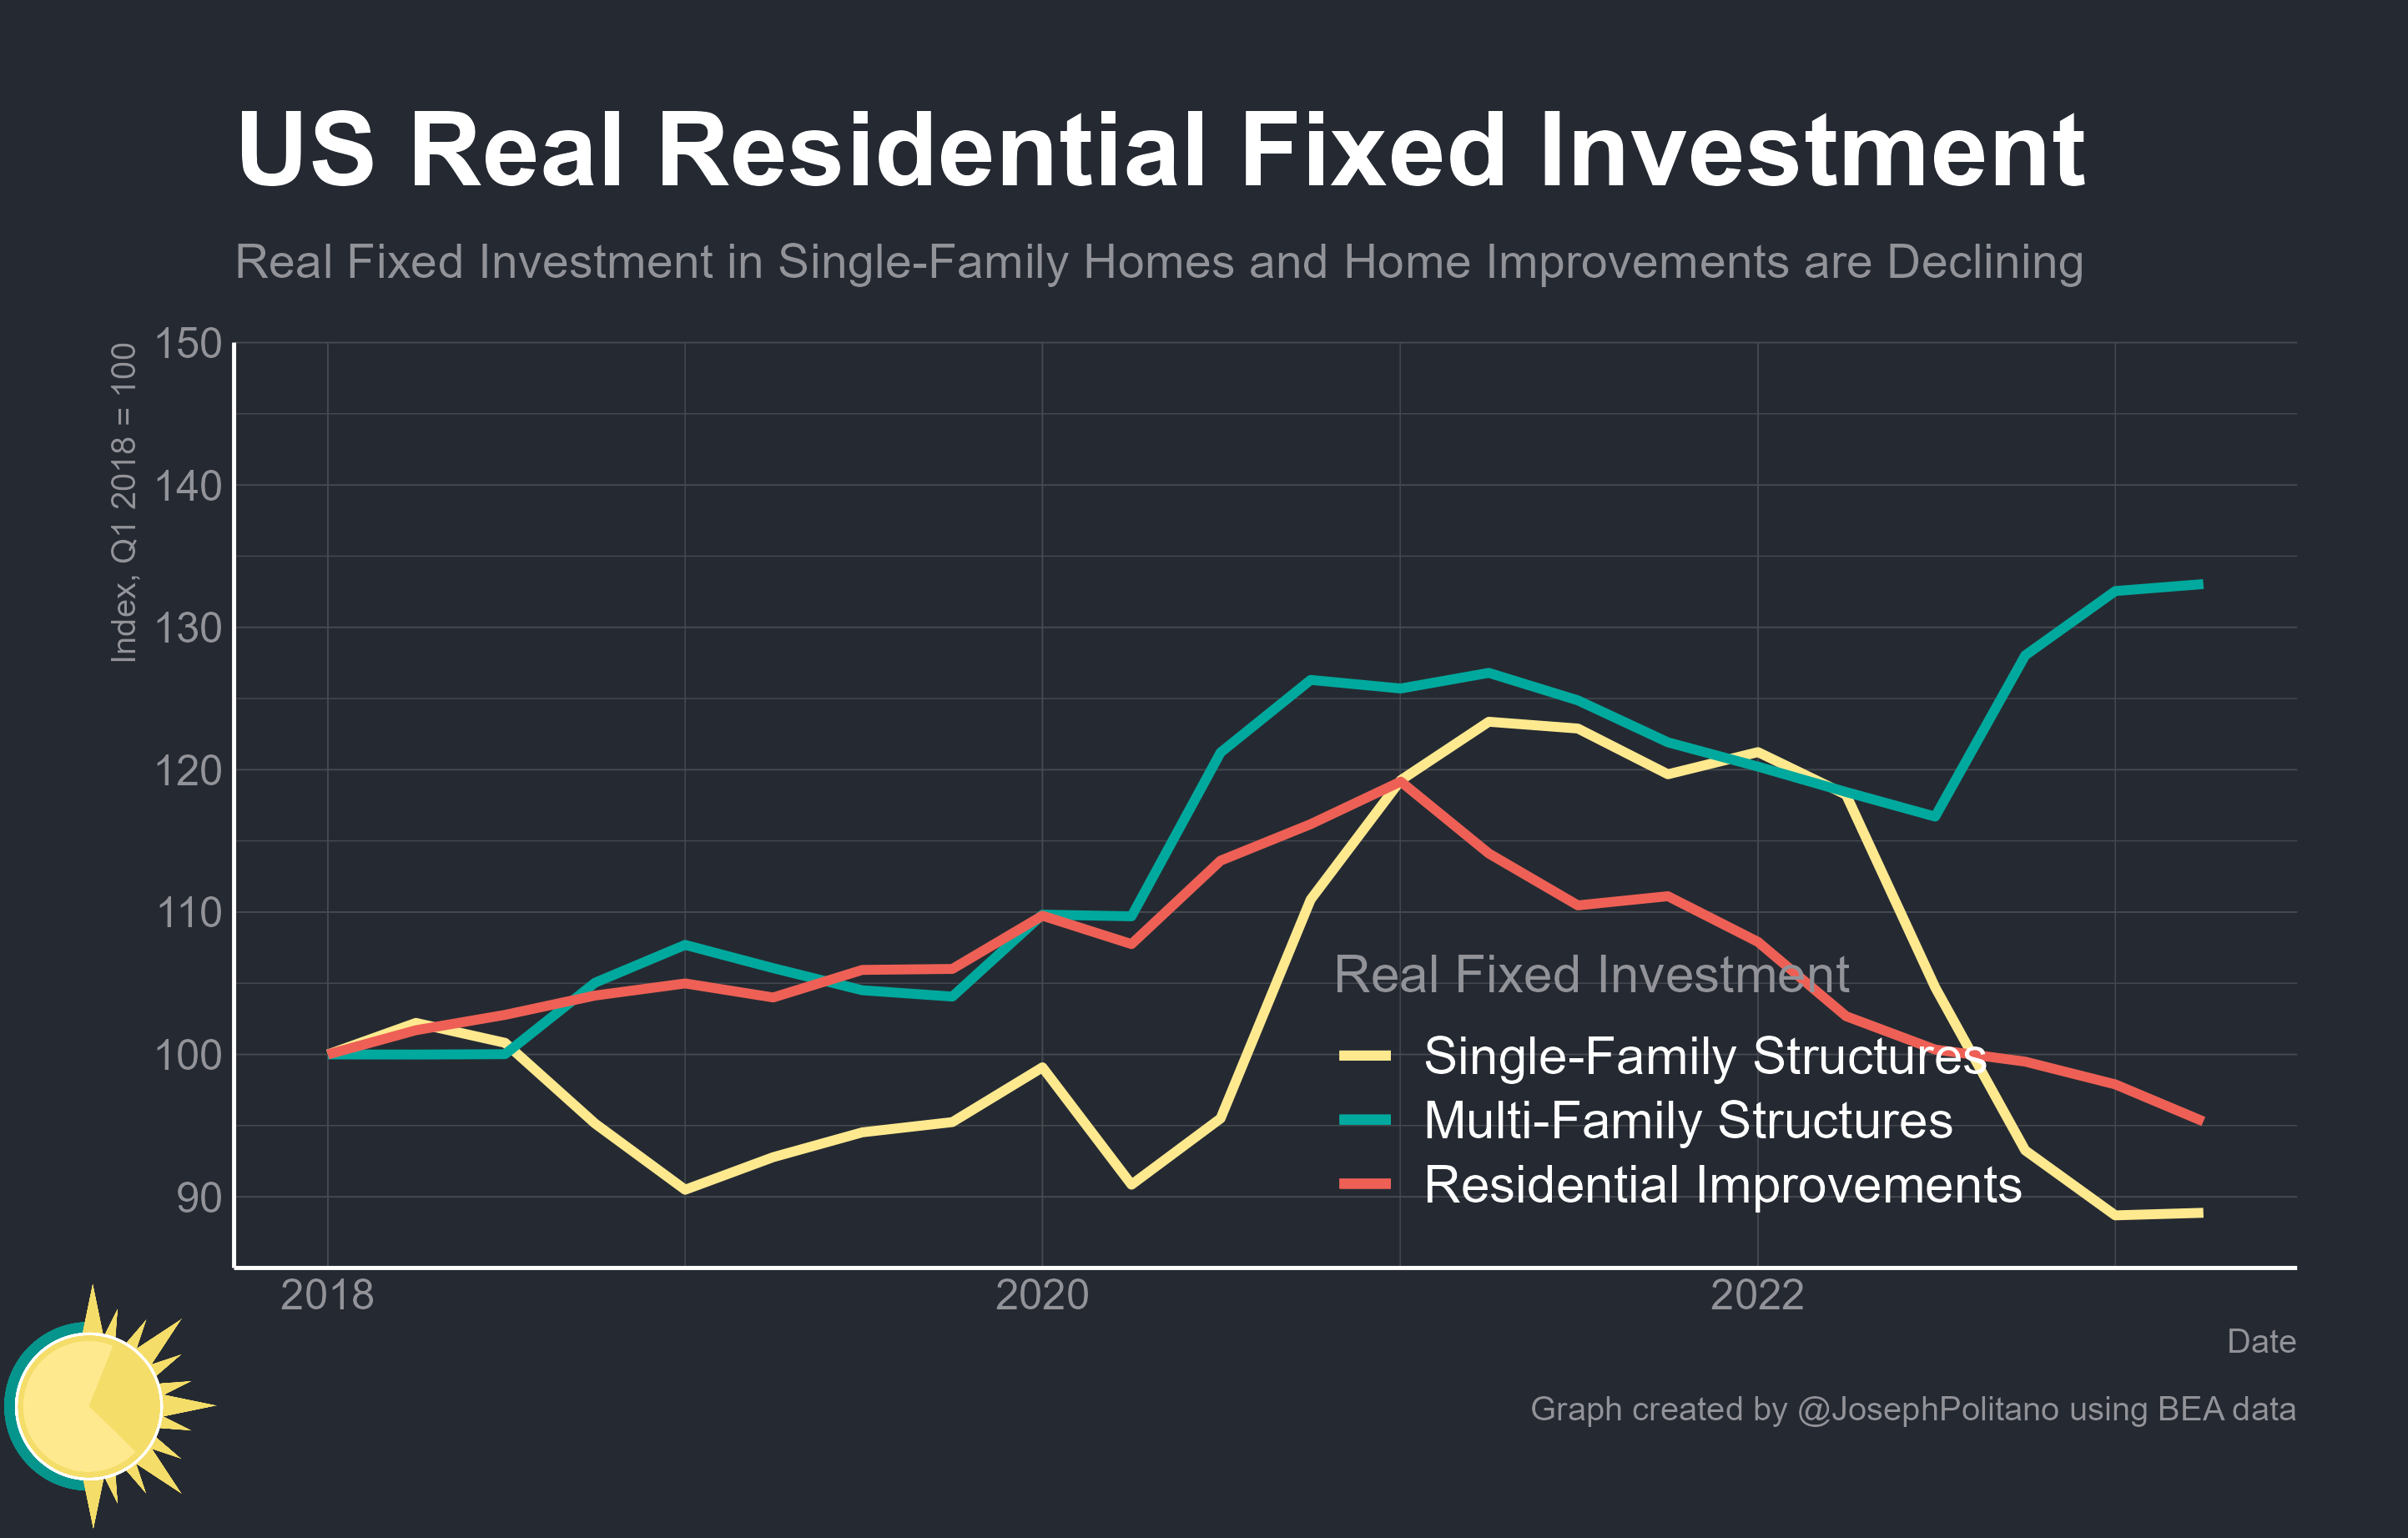 US Real Residential Fixed Investment
Real Fixed Investment in Single-Family Homes and Home Improvements are Declining
Index, Q1 2018 = 100
150
140
130
120
110
100
90
Real Fixed Investment
Single-Family Structures
Multi-Family Structures
Residential Improvements
2018 2020 2022
Date
Graph created by @JosephPolitano using BEA data